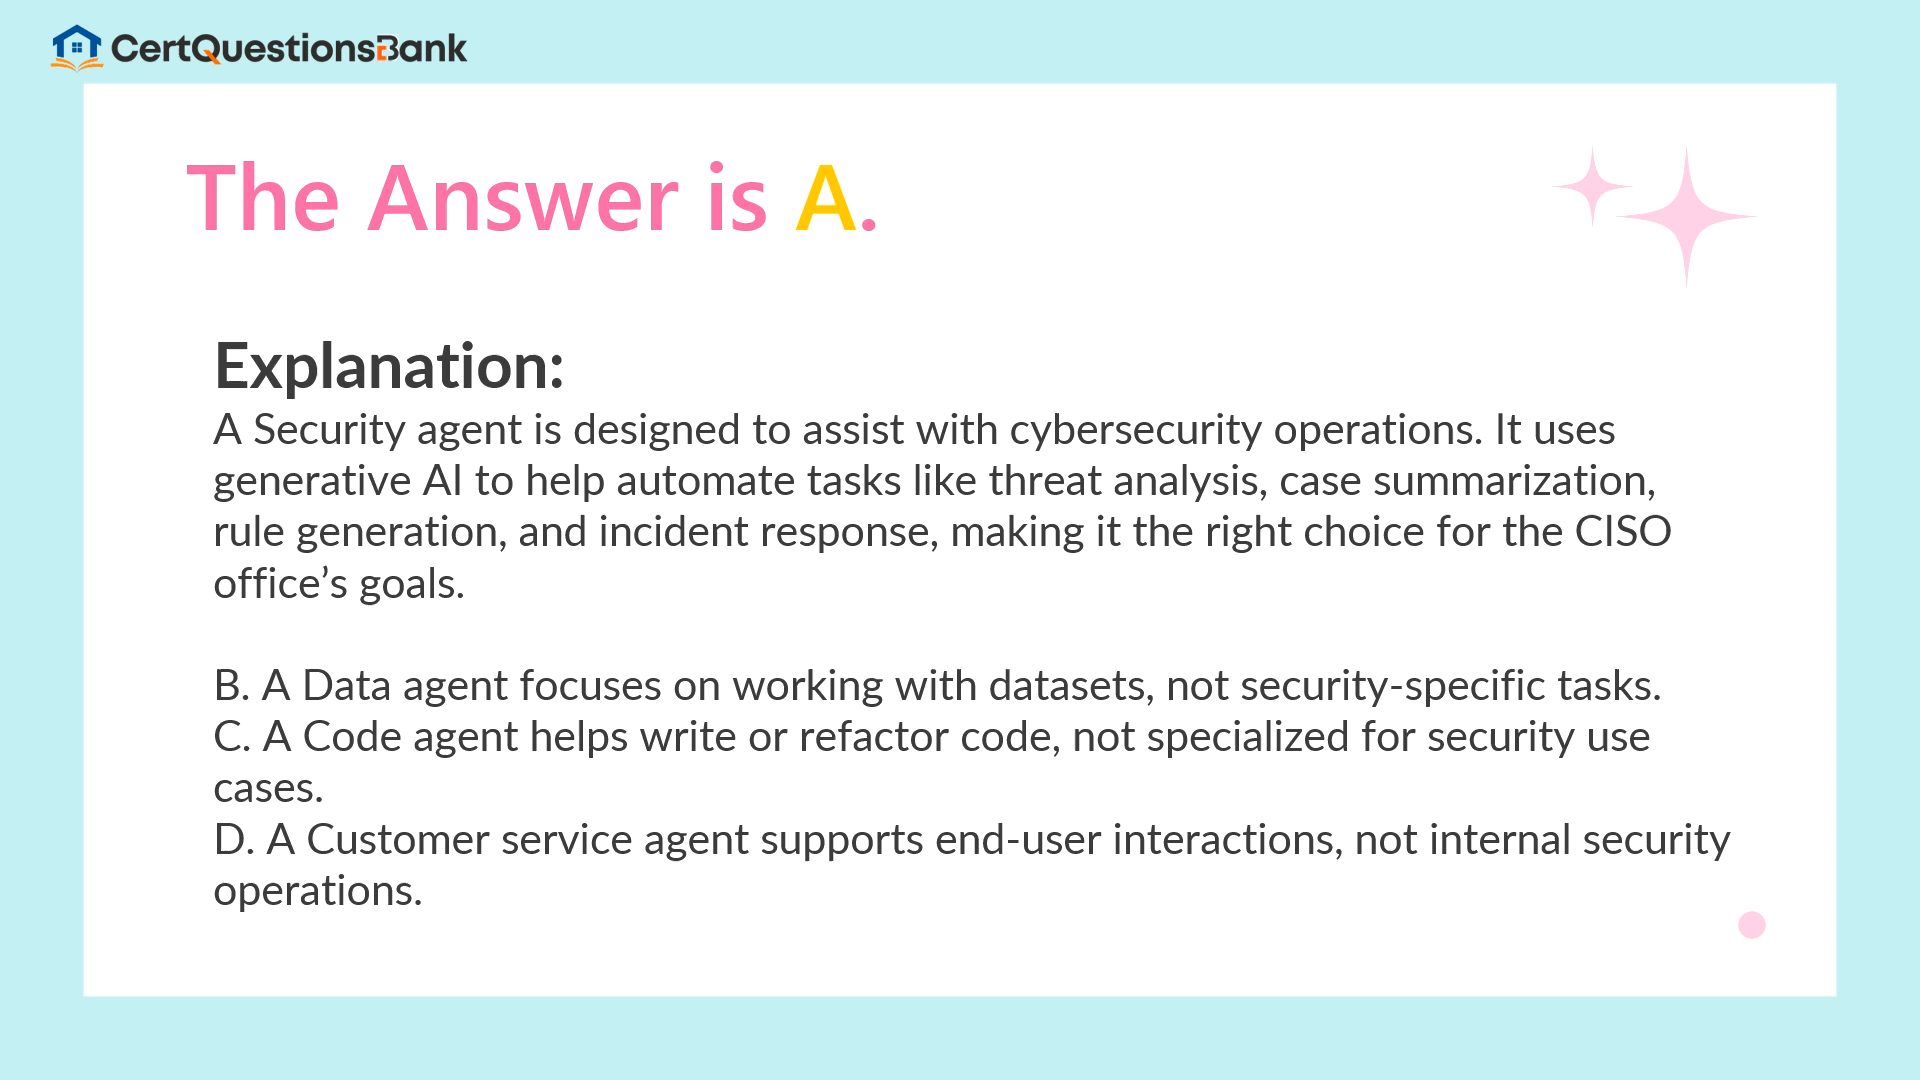 CertQuestionsBank
The Answer is A.
Explanation:
A Security agent is designed to assist with cybersecurity operations. It uses
generative AI to help automate tasks like threat analysis, case summarization,
rule generation, and incident response, making it the right choice for the CISO
office’s goals.
B. A Data agent focuses on working with datasets, not security-specific tasks.
C. A Code agent helps write or refactor code, not specialized for security use
cases.
D. A Customer service agent supports end-user interactions, not internal security
operations.